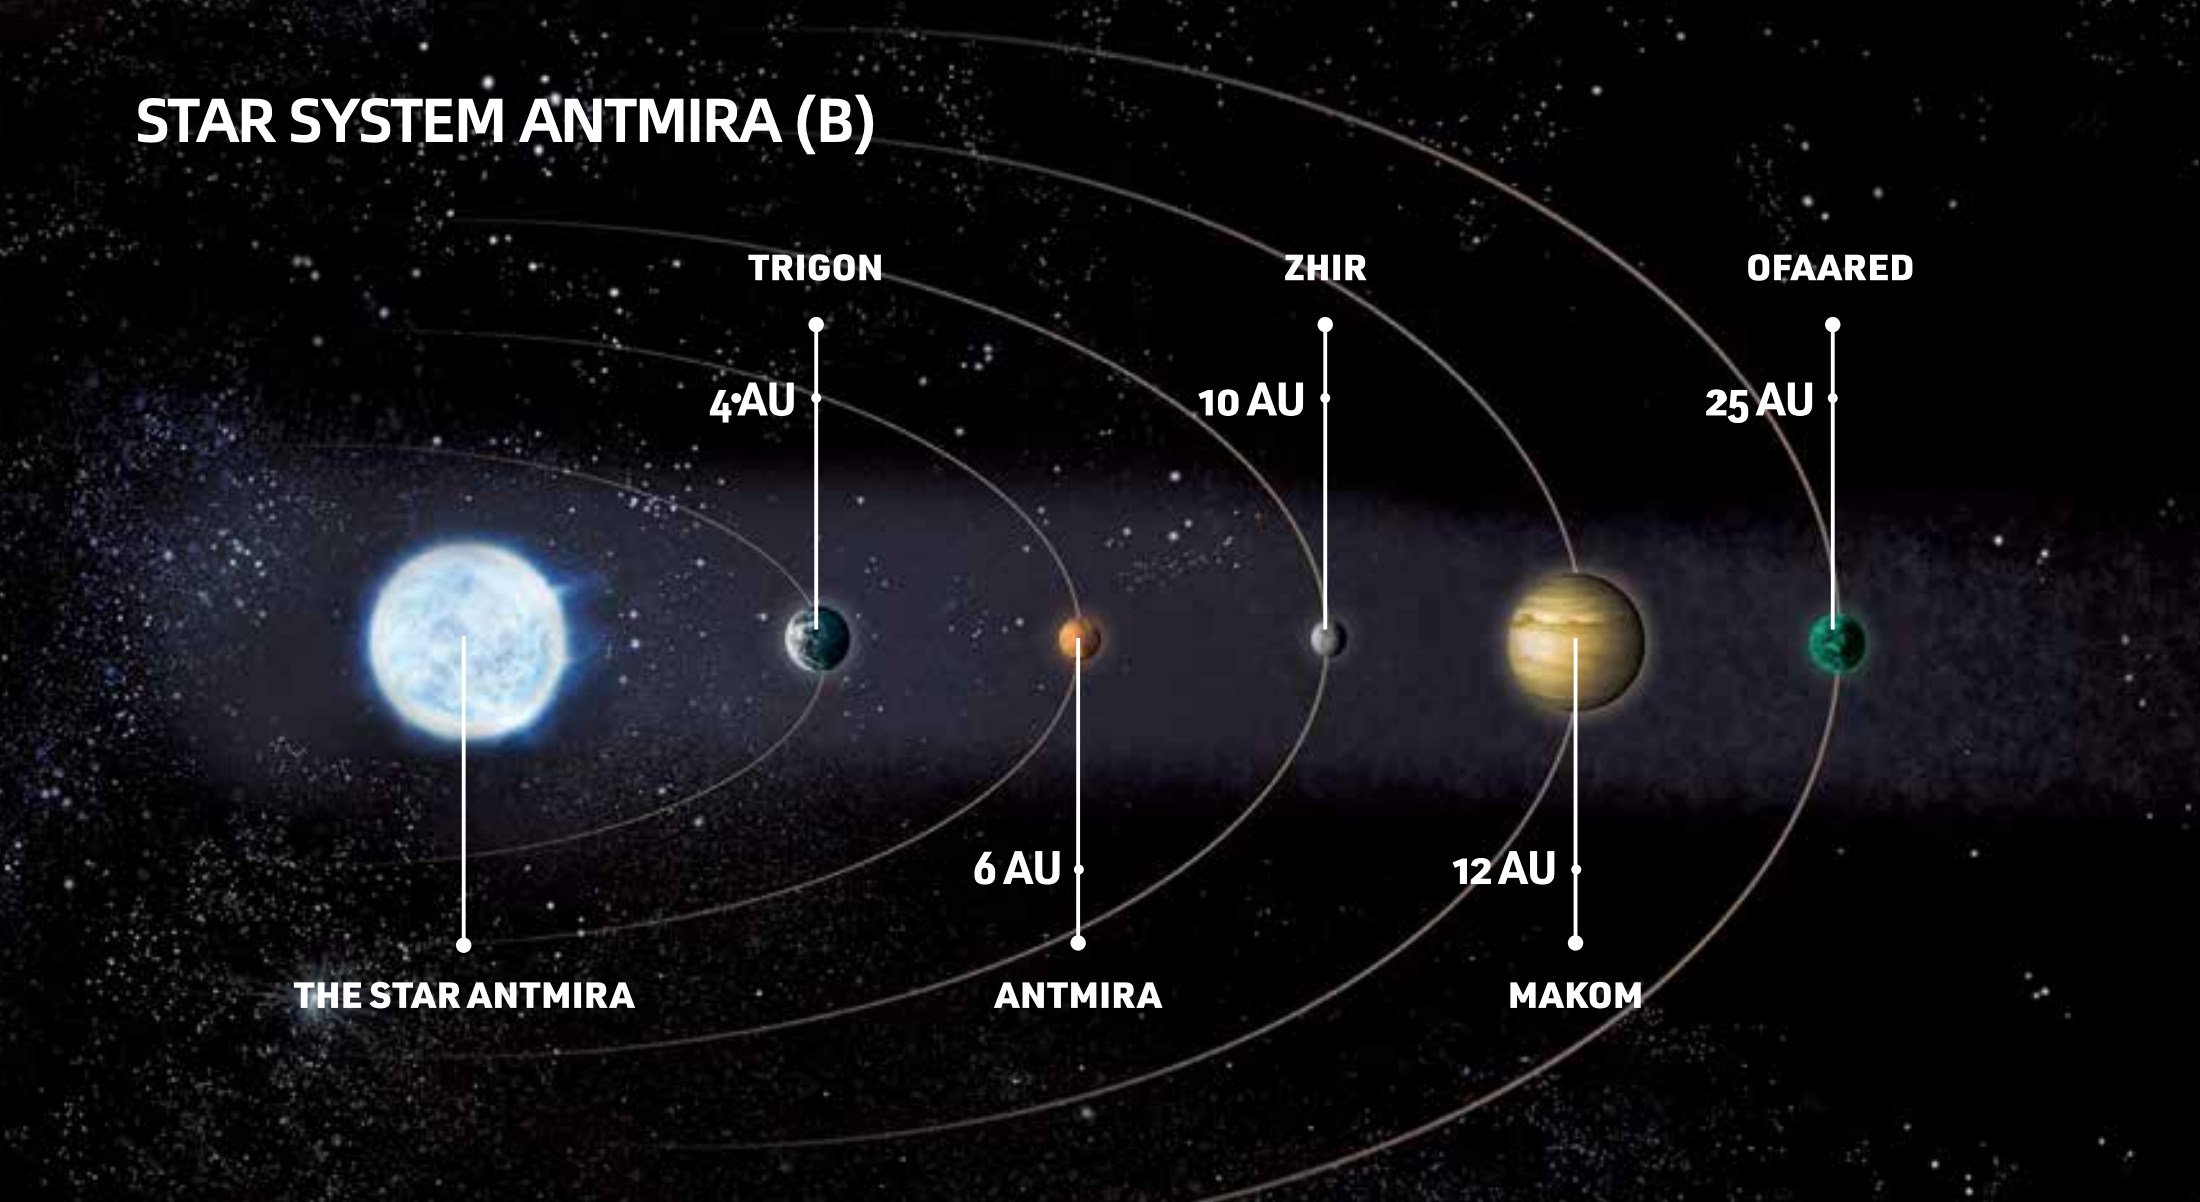 STAR SYSTEM ANTMIRA (B)
TRIGON
ZHIR
OFAARED
4 AU
10 AU
25 AU
6 AU
12 AU
THE STAR ANTMIRA
ANTMIRA
MAKOM